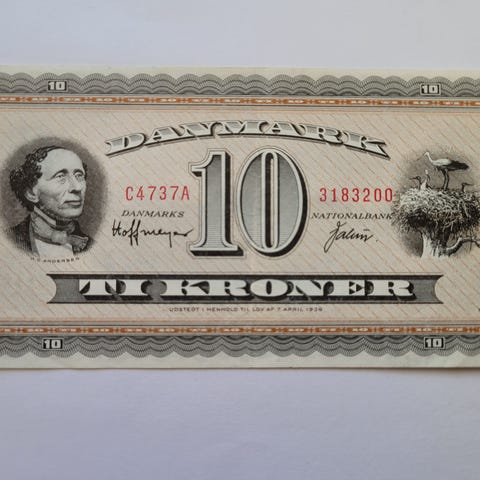 10 10
DANMARK
10
C4737A 3183200
DANMARKS NATIONALBANK
Hoffmeyer
H.C. ANDERSEN
TI KRONER
UDSTEDT I HENHOLD TIL LOV AF 7. APRIL 1936
10 10